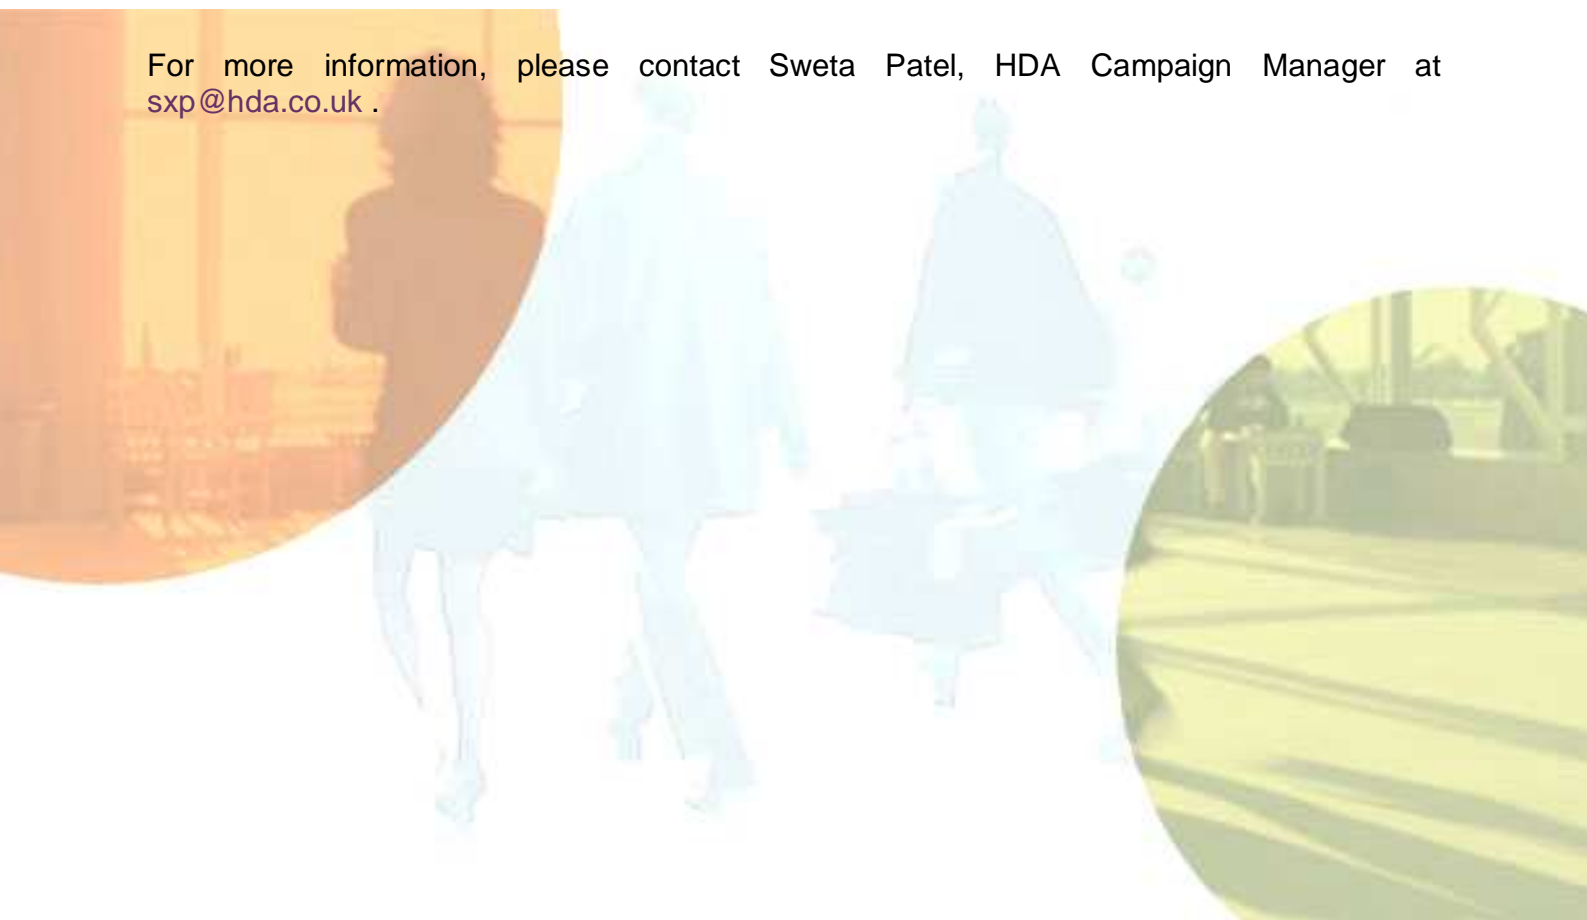 For more information, please contact Sweta Patel, HDA Campaign Manager at
sxp@hda.co.uk .